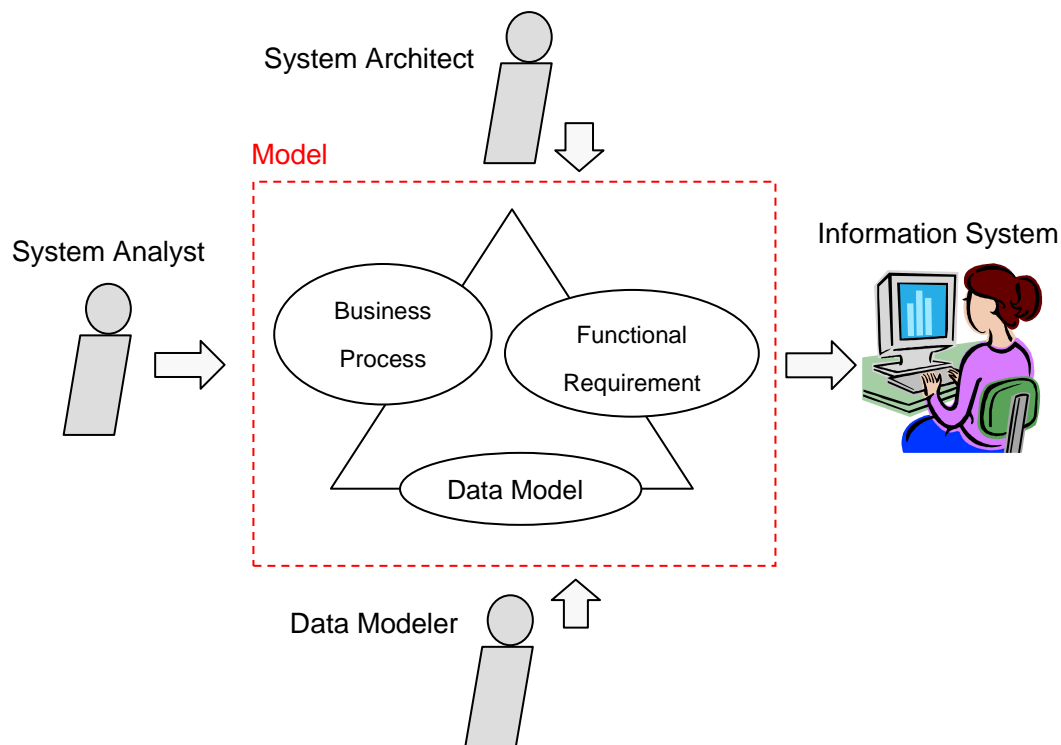 System Architect
Model
System Analyst
Information System
Business
Process
Functional
Requirement
Data Model
Data Modeler